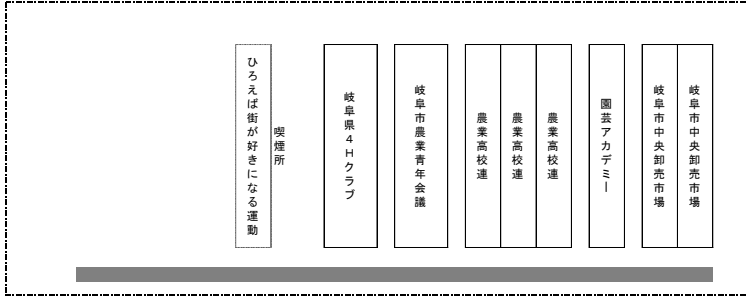 ひろえば街が好きになる運動
喫煙所
岐阜県4Hクラブ
岐阜市農業青年会議
農業高校連
農業高校連
農業高校連
園芸アカデミー
岐阜市中央卸売市場
岐阜市中央卸売市場